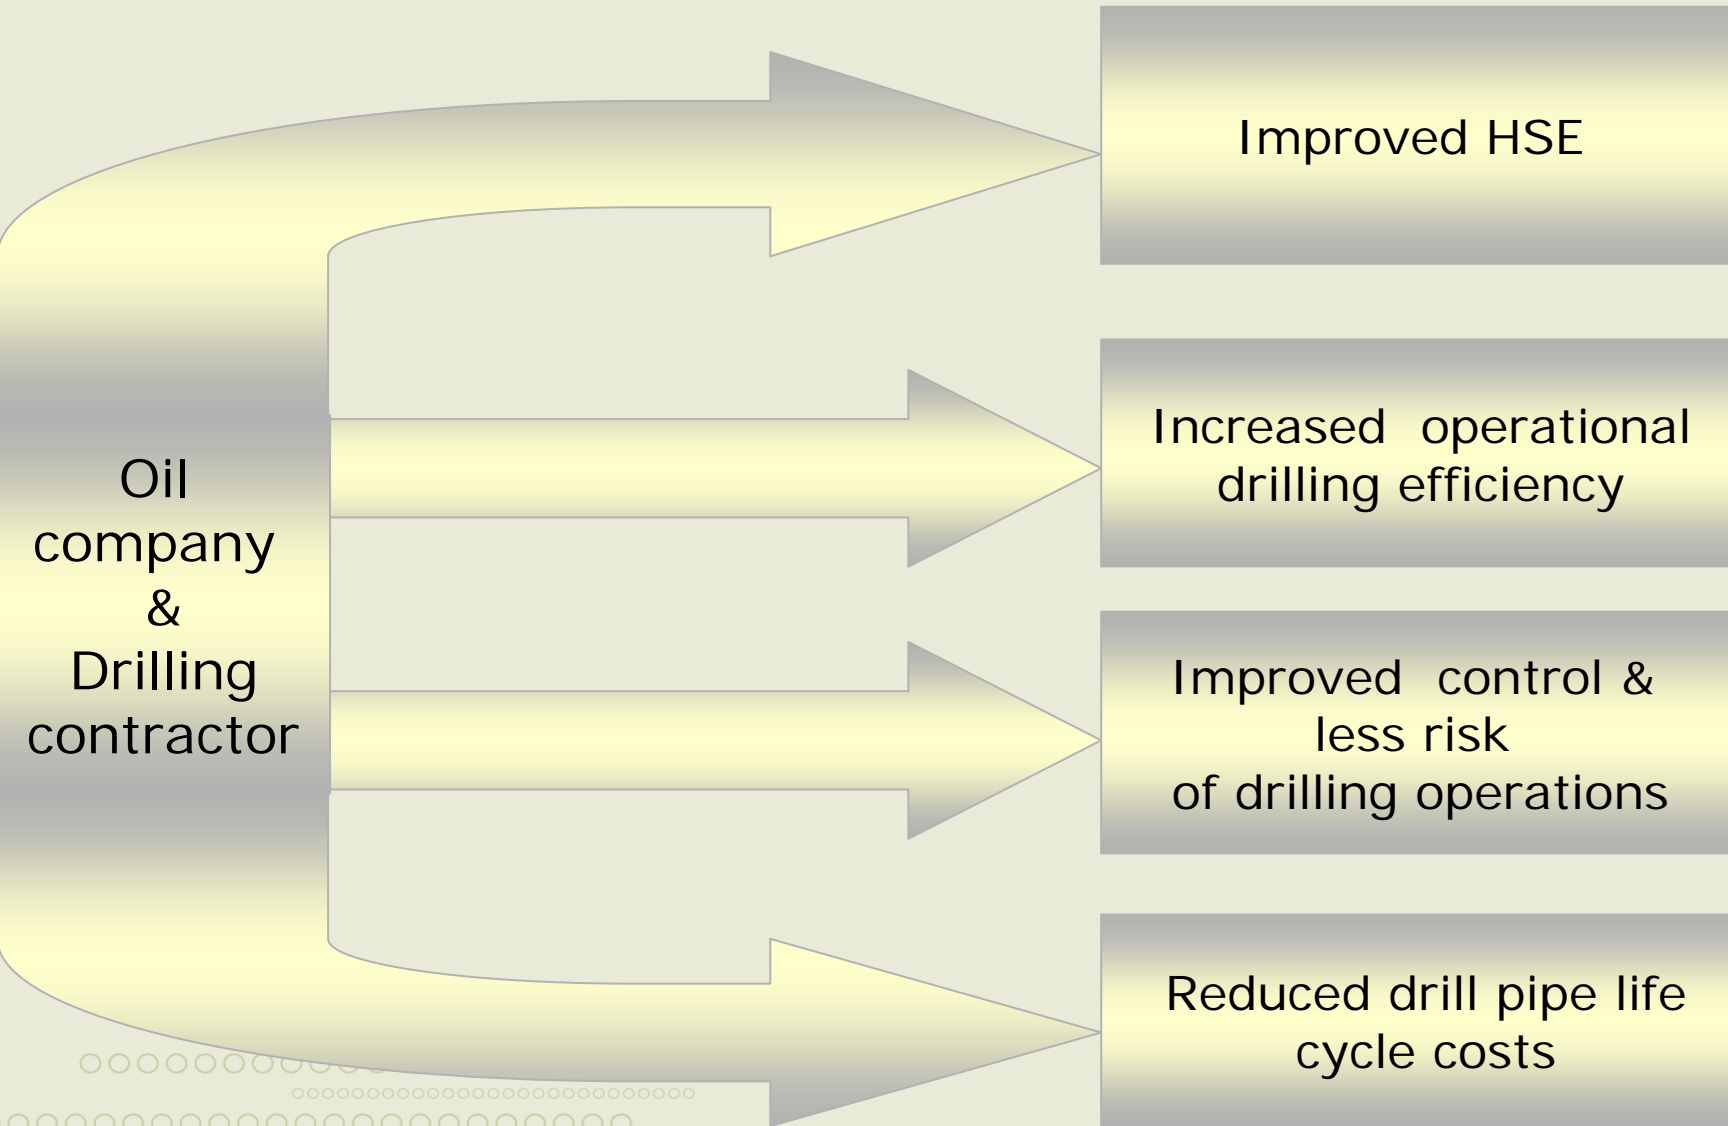 Oil
company
&
Drilling
contractor
Improved HSE
Increased operational
drilling efficiency
Improved control &
less risk
of drilling operations
Reduced drill pipe life
cycle costs